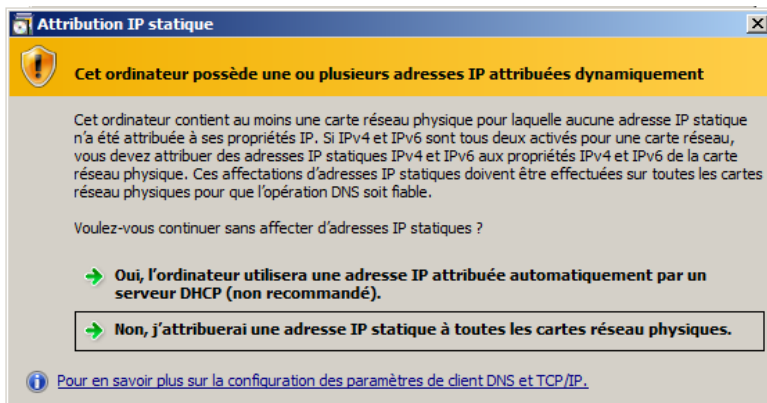 Attribution IP statique
Cet ordinateur possède une ou plusieurs adresses IP attribuées dynamiquement
Cet ordinateur contient au moins une carte réseau physique pour laquelle aucune adresse IP statique
n'a été attribuée à ses propriétés IP. Si IPv4 et IPv6 sont tous deux activés pour une carte réseau,
vous devez attribuer des adresses IP statiques IPv4 et IPv6 aux propriétés IPv4 et IPv6 de la carte
réseau physique. Ces affectations d'adresses IP statiques doivent être effectuées sur toutes les cartes
réseau physiques pour que l'opération DNS soit fiable.
Voulez-vous continuer sans affecter d'adresses IP statiques ?
Oui, l'ordinateur utilisera une adresse IP attribuée automatiquement par un
serveur DHCP (non recommandé).
Non, j'attribuerai une adresse IP statique à toutes les cartes réseau physiques.
Pour en savoir plus sur la configuration des paramètres de client DNS et TCP/IP.